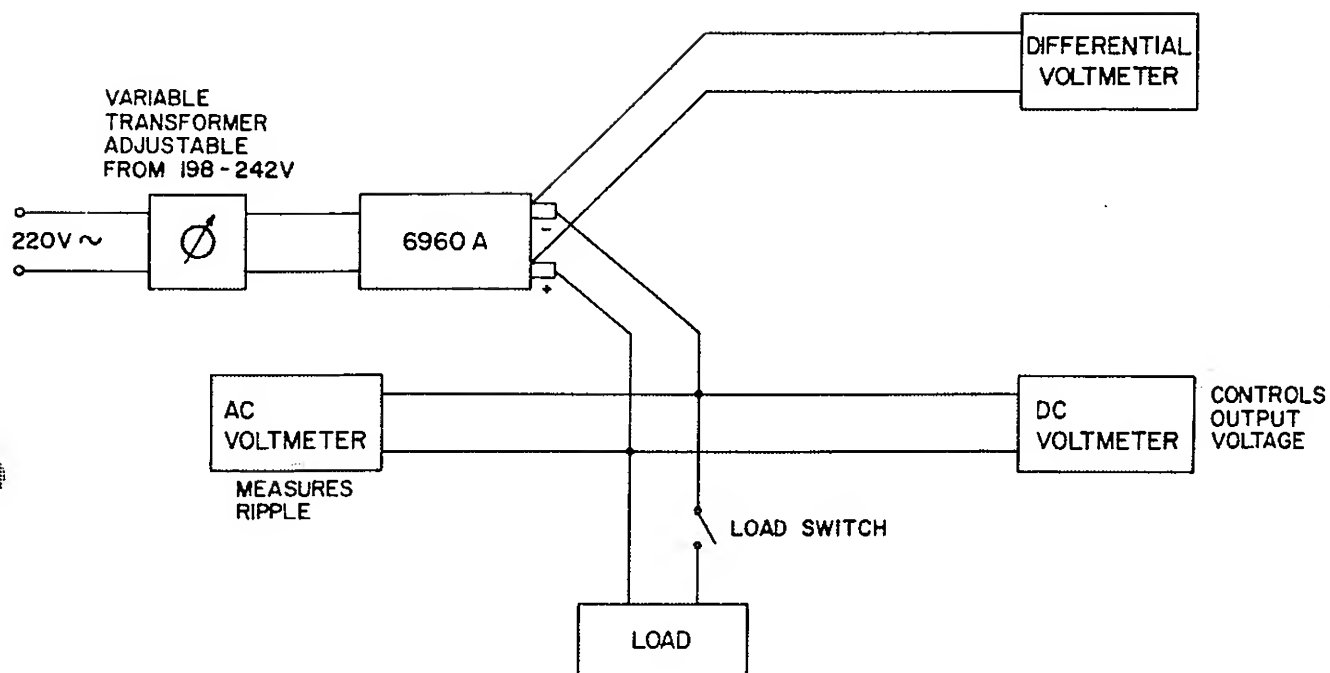 DIFFERENTIAL
VOLTMETER
VARIABLE
TRANSFORMER
ADJUSTABLE
FROM 198-242V
220V ~
6960 A
-
+
AC
VOLTMETER
MEASURES
RIPPLE
DC
VOLTMETER
CONTROLS
OUTPUT
VOLTAGE
LOAD SWITCH
LOAD